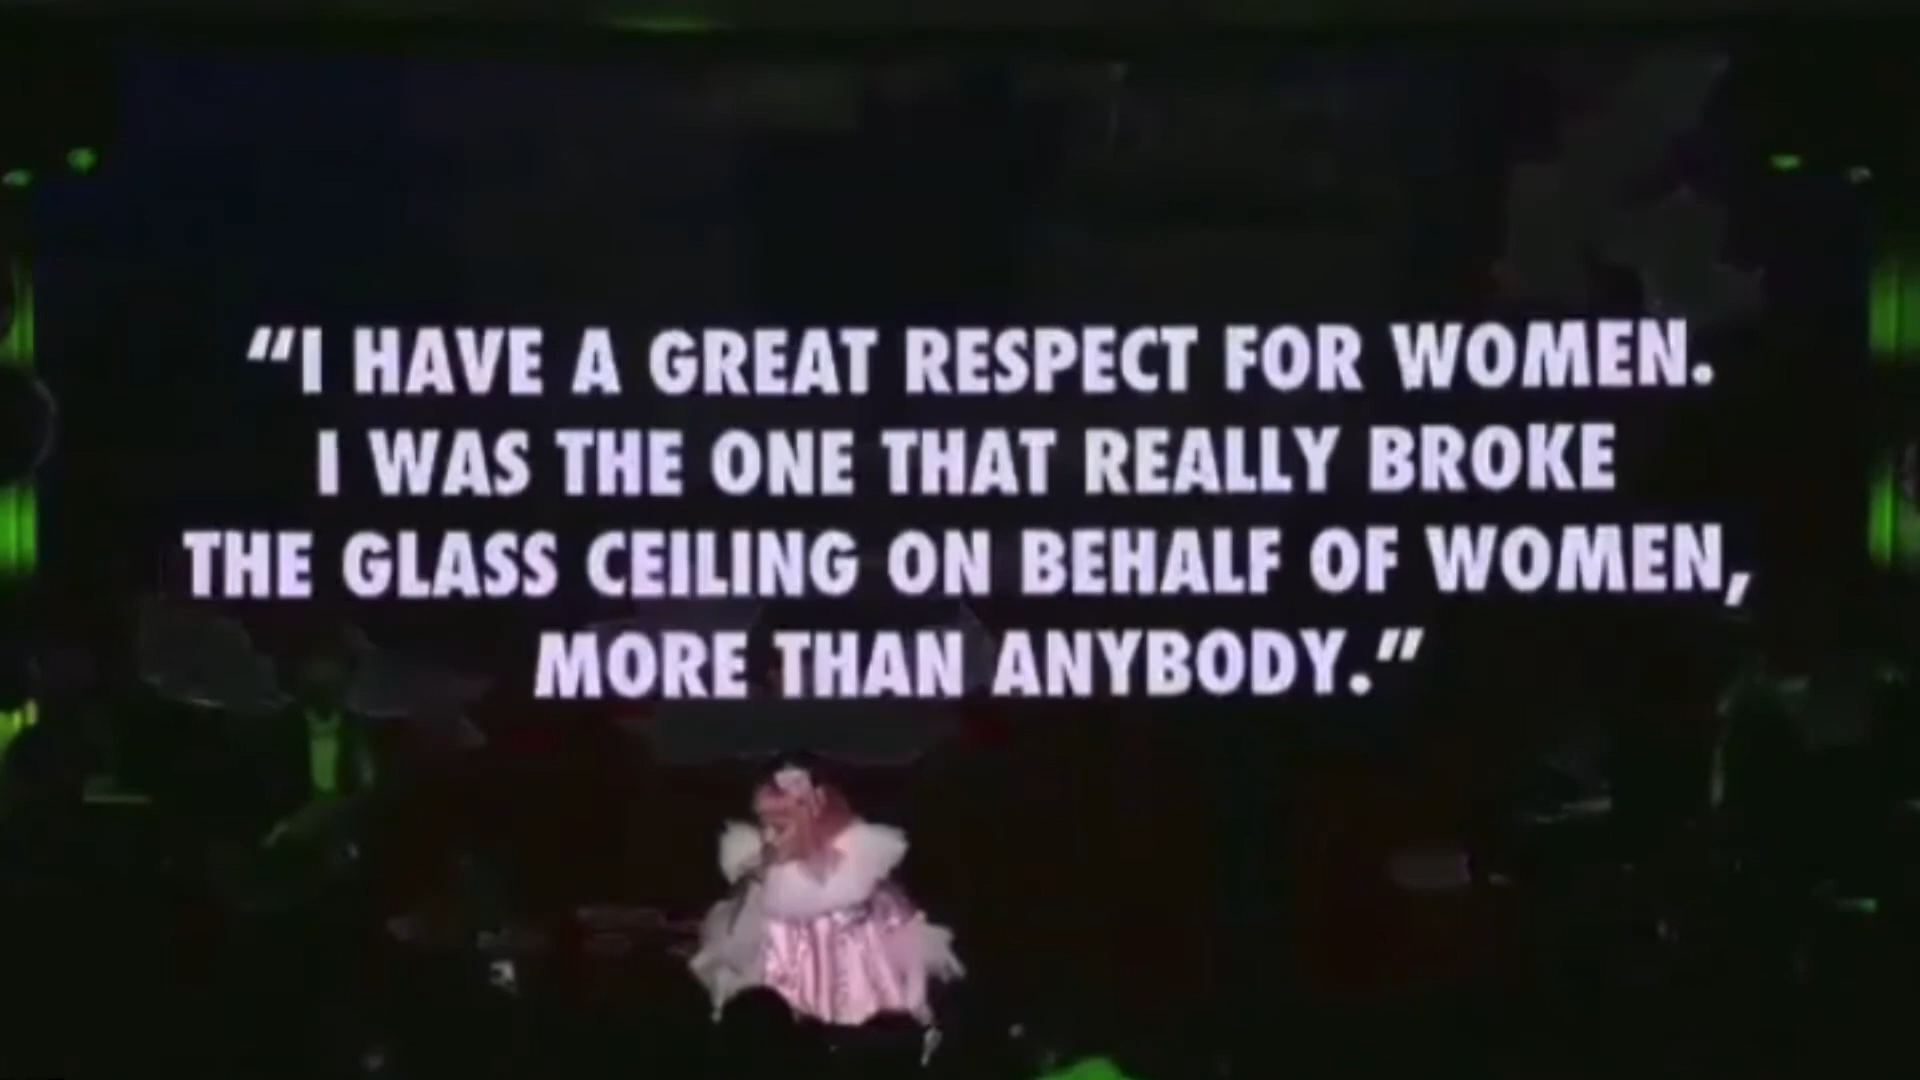 “I HAVE A GREAT RESPECT FOR WOMEN.
I WAS THE ONE THAT REALLY BROKE
THE GLASS CEILING ON BEHALF OF WOMEN,
MORE THAN ANYBODY.”